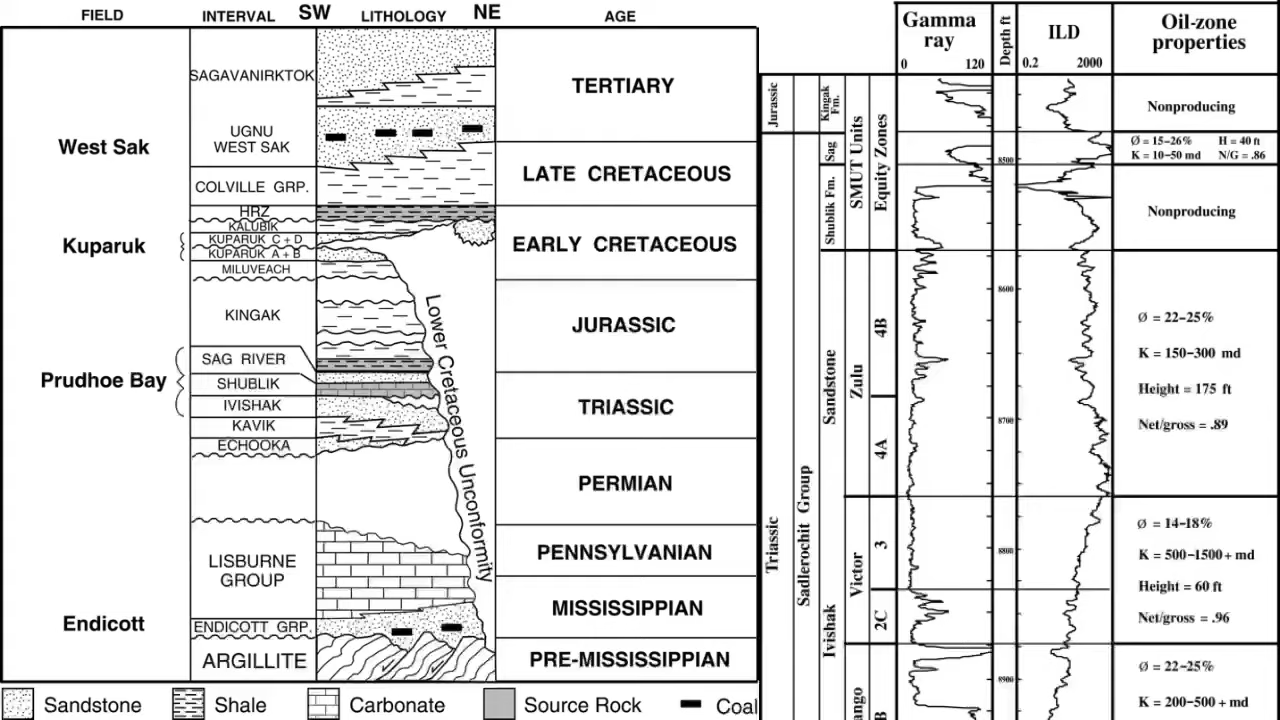 FIELD
INTERVAL
SW
LITHOLOGY
NE
AGE
West Sak
Kuparuk
Prudhoe Bay
Endicott
SAGAVANIRKTOK
UGNU
WEST SAK
COLVILLE GRP.
HRZ
KALUBIK
KUPARUK C + D
KUPARUK A + B
MILUVEACH
KINGAK
SAG RIVER
SHUBLIK
IVISHAK
KAVIK
ECHOOKA
LISBURNE
GROUP
ENDICOTT GRP.
ARGILLITE
Lower Cretaceous Unconformity
TERTIARY
LATE CRETACEOUS
EARLY CRETACEOUS
JURASSIC
TRIASSIC
PERMIAN
PENNSYLVANIAN
MISSISSIPPIAN
PRE-MISSISSIPPIAN
Sandstone
Shale
Carbonate
Source Rock
Coal
Gamma
ray
0 120
Depth ft
ILD
0.2 2000
Oil-zone
properties
Jurassic
Kingak
Fm.
SMUT Units
Equity Zones
Nonproducing
Sag
8500
Ø = 15-26% H = 40 ft
K = 10-50 md N/G = .86
Shublik Fm.
Nonproducing
Triassic
Sadlerochit Group
Ivishak
Sandstone
Zulu
4B
4A
8600
8700
Ø = 22-25%
K = 150-300 md
Height = 175 ft
Net/gross = .89
Victor
3
2C
8800
Ø = 14-18%
K = 500-1500 + md
Height = 60 ft
Net/gross = .96
ango
B
8900
Ø = 22-25%
K = 200-500 + md